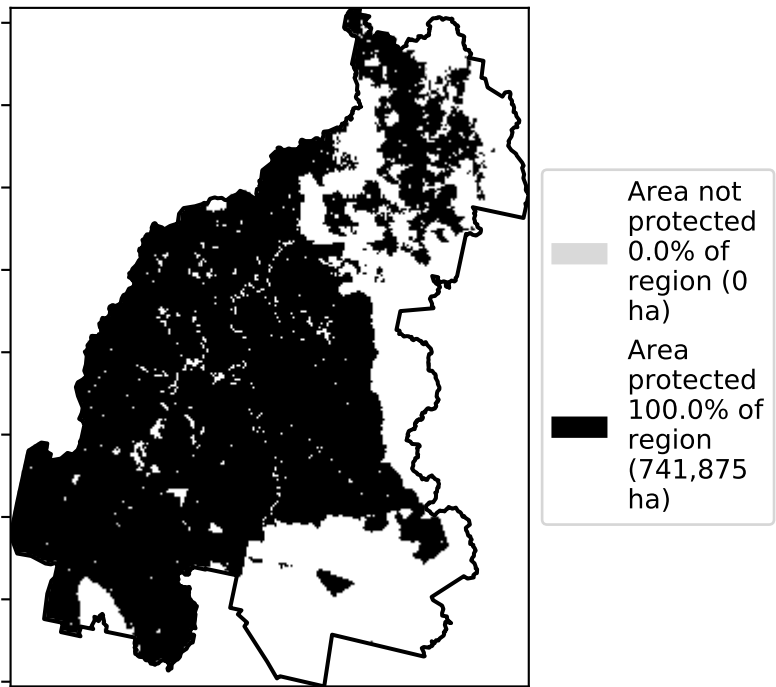 Area not
protected
0.0% of
region (0
ha)
Area
protected
100.0% of
region
(741,875
ha)